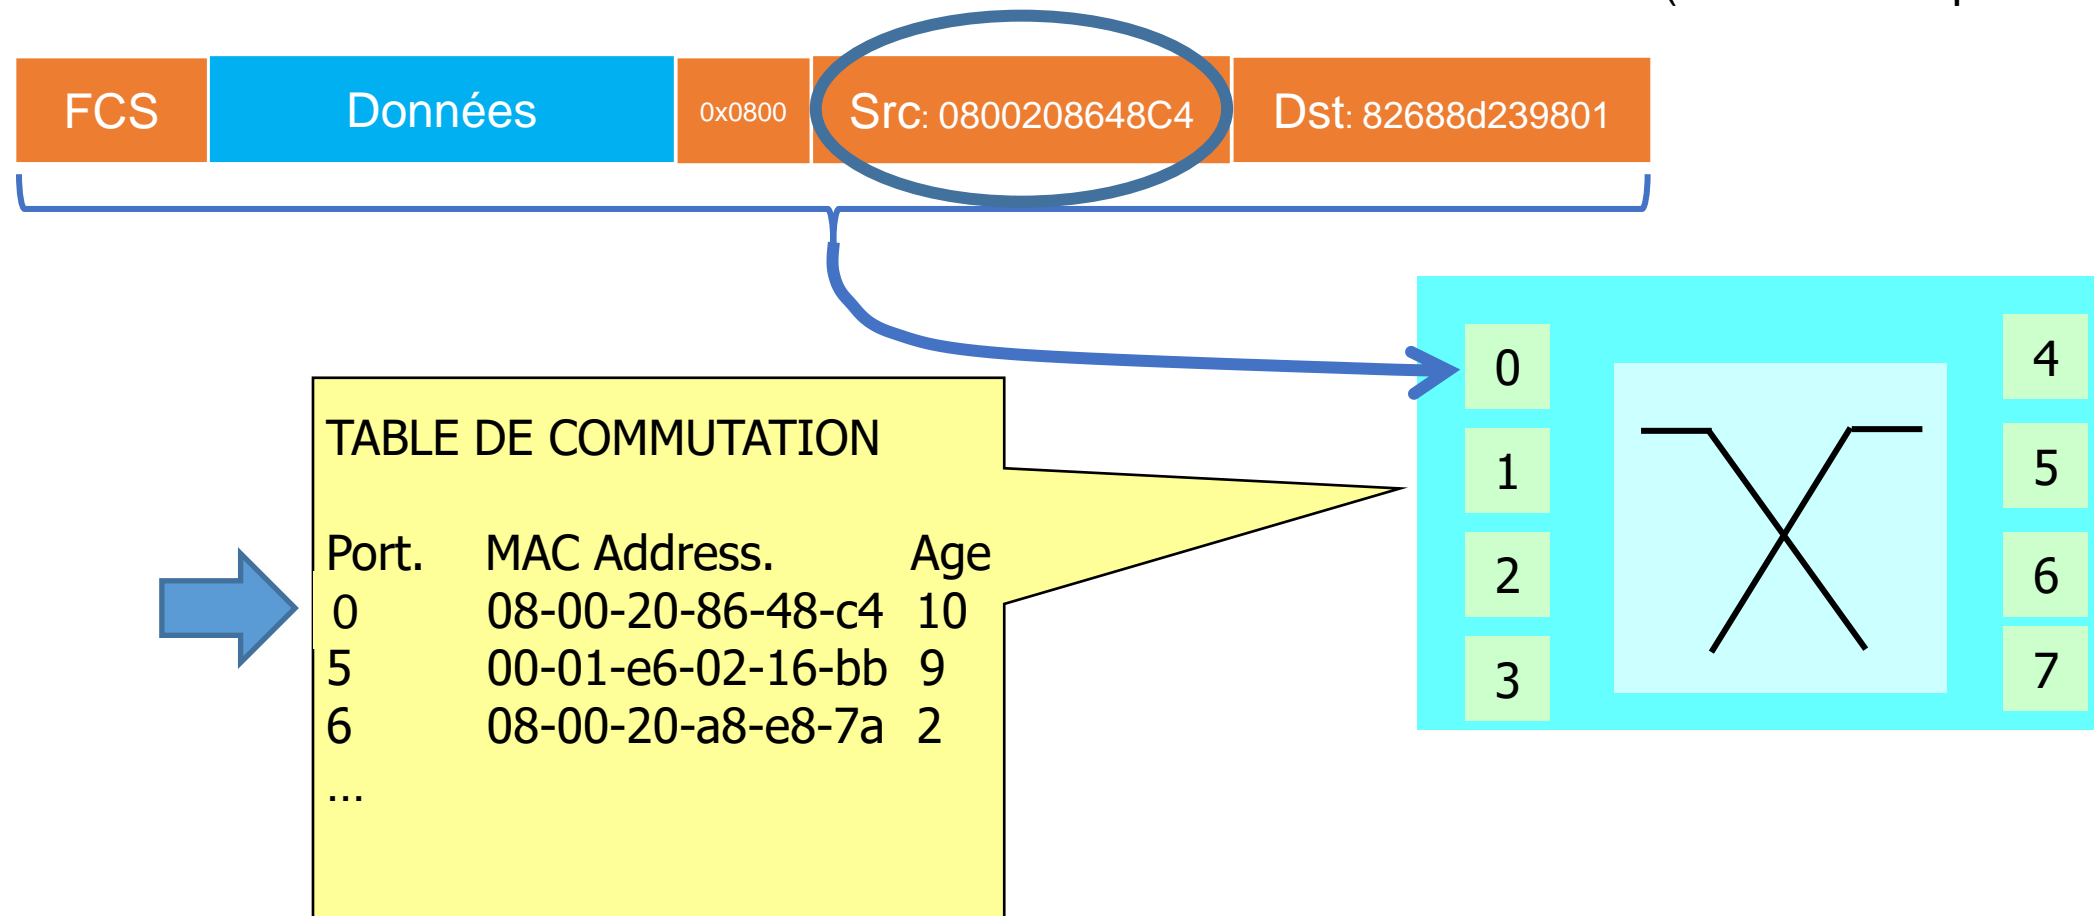 FCS Données 0x0800 Src: 0800208648C4 Dst: 82688d239801
TABLE DE COMMUTATION
Port. MAC Address. Age
0 08-00-20-86-48-c4 10
5 00-01-e6-02-16-bb 9
6 08-00-20-a8-e8-7a 2
...
0 4
1 5
2 6
3 7